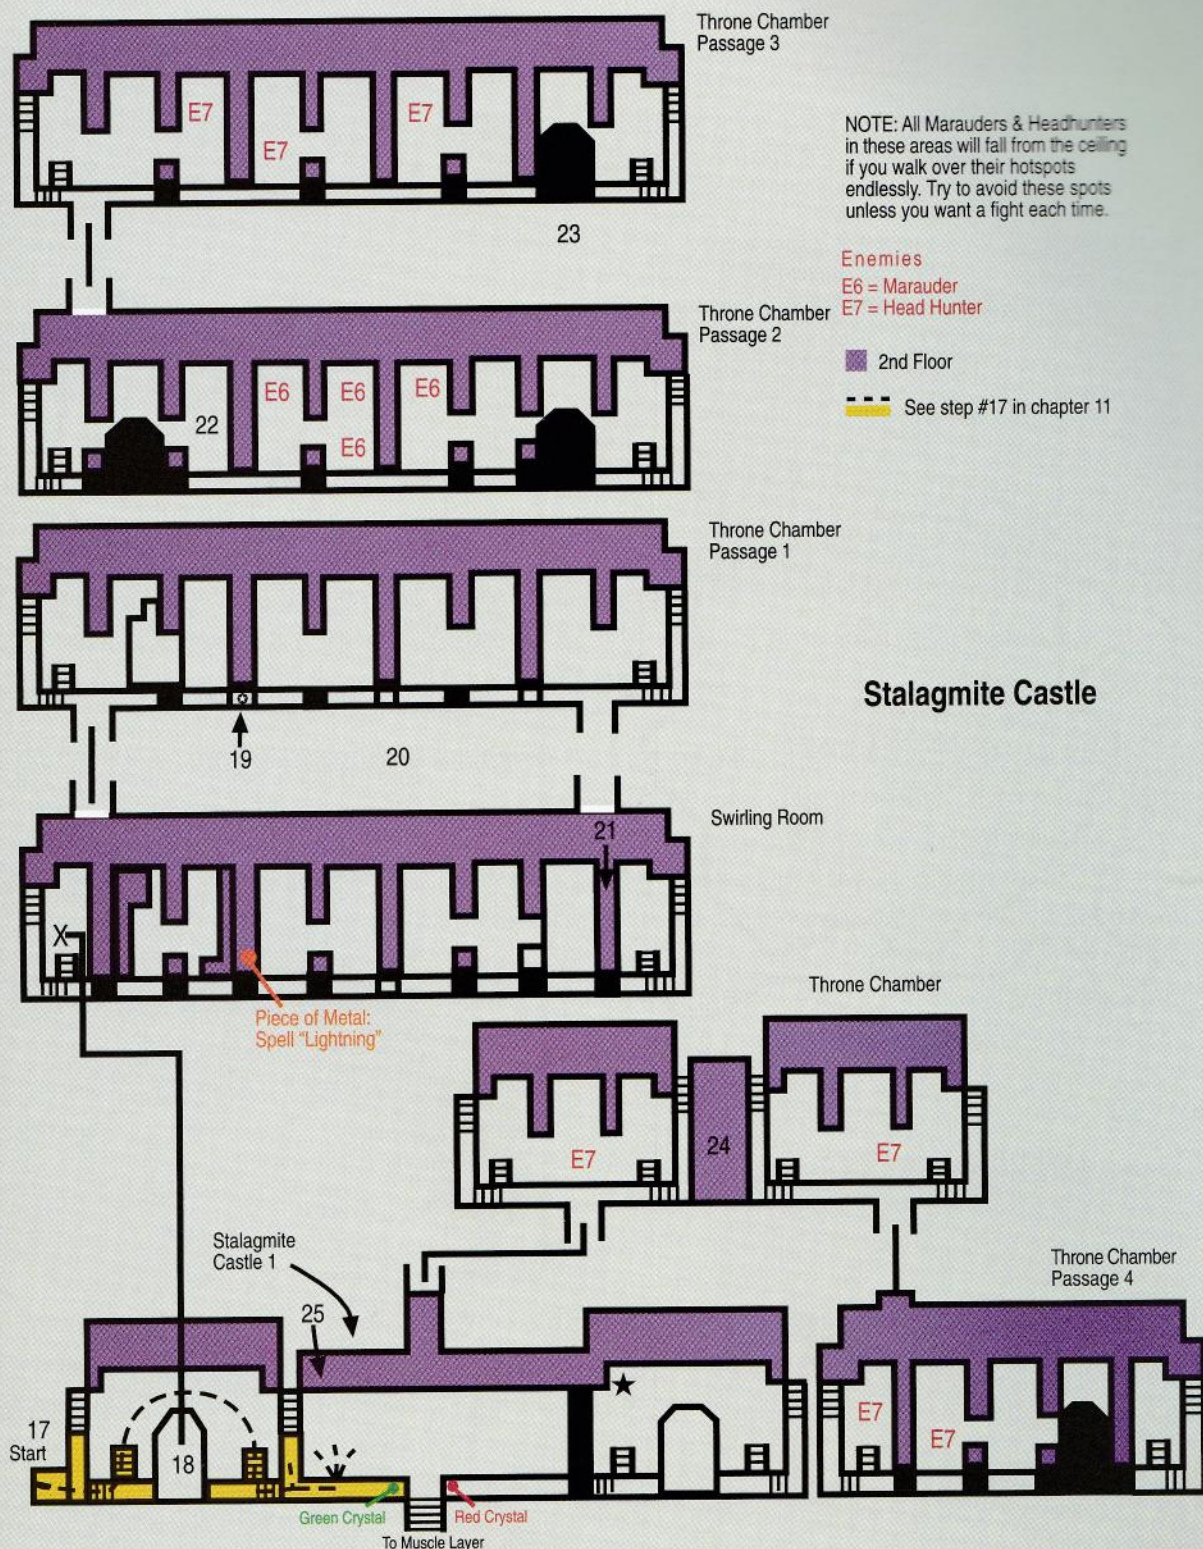 Throne Chamber
Passage 3
E7
E7
E7
23
NOTE: All Marauders & Headhunters
in these areas will fall from the ceiling
if you walk over their hotspots
endlessly. Try to avoid these spots
unless you want a fight each time.
Enemies
E6 = Marauder
E7 = Head Hunter
2nd Floor
See step #17 in chapter 11
Throne Chamber
Passage 2
22
E6
E6
E6
E6
Throne Chamber
Passage 1
19
20
Stalagmite Castle
Swirling Room
21
X
Piece of Metal:
Spell "Lightning"
Throne Chamber
E7
24
E7
Stalagmite
Castle 1
25
Throne Chamber
Passage 4
17
Start
18
E7
E7
Green Crystal
Red Crystal
To Muscle Layer